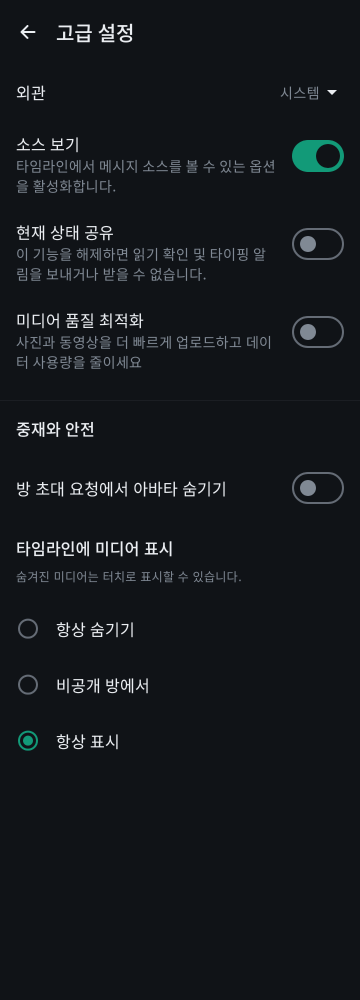 고급 설정
외관
시스템
소스 보기
타임라인에서 메시지 소스를 볼 수 있는 옵션
을 활성화합니다.
현재 상태 공유
이 기능을 해제하면 읽기 확인 및 타이핑 알
림을 보내거나 받을 수 없습니다.
미디어 품질 최적화
사진과 동영상을 더 빠르게 업로드하고 데이
터 사용량을 줄이세요
중재와 안전
방 초대 요청에서 아바타 숨기기
타임라인에 미디어 표시
숨겨진 미디어는 터치로 표시할 수 있습니다.
항상 숨기기
비공개 방에서
항상 표시